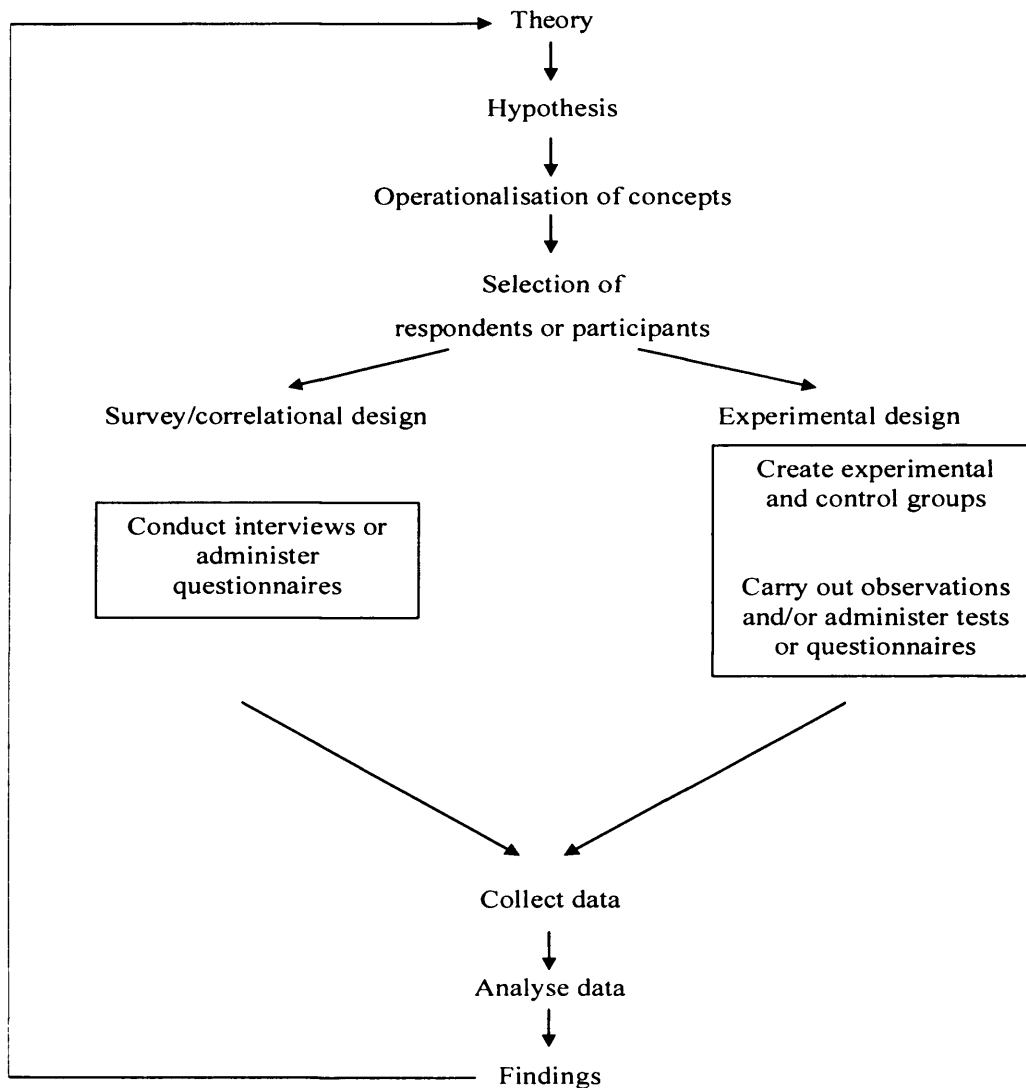 Theory
Hypothesis
Operationalisation of concepts
Selection of
respondents or participants
Survey/correlational design
Conduct interviews or
administer
questionnaires
Experimental design
Create experimental
and control groups
Carry out observations
and/or administer tests
or questionnaires
Collect data
Analyse data
Findings